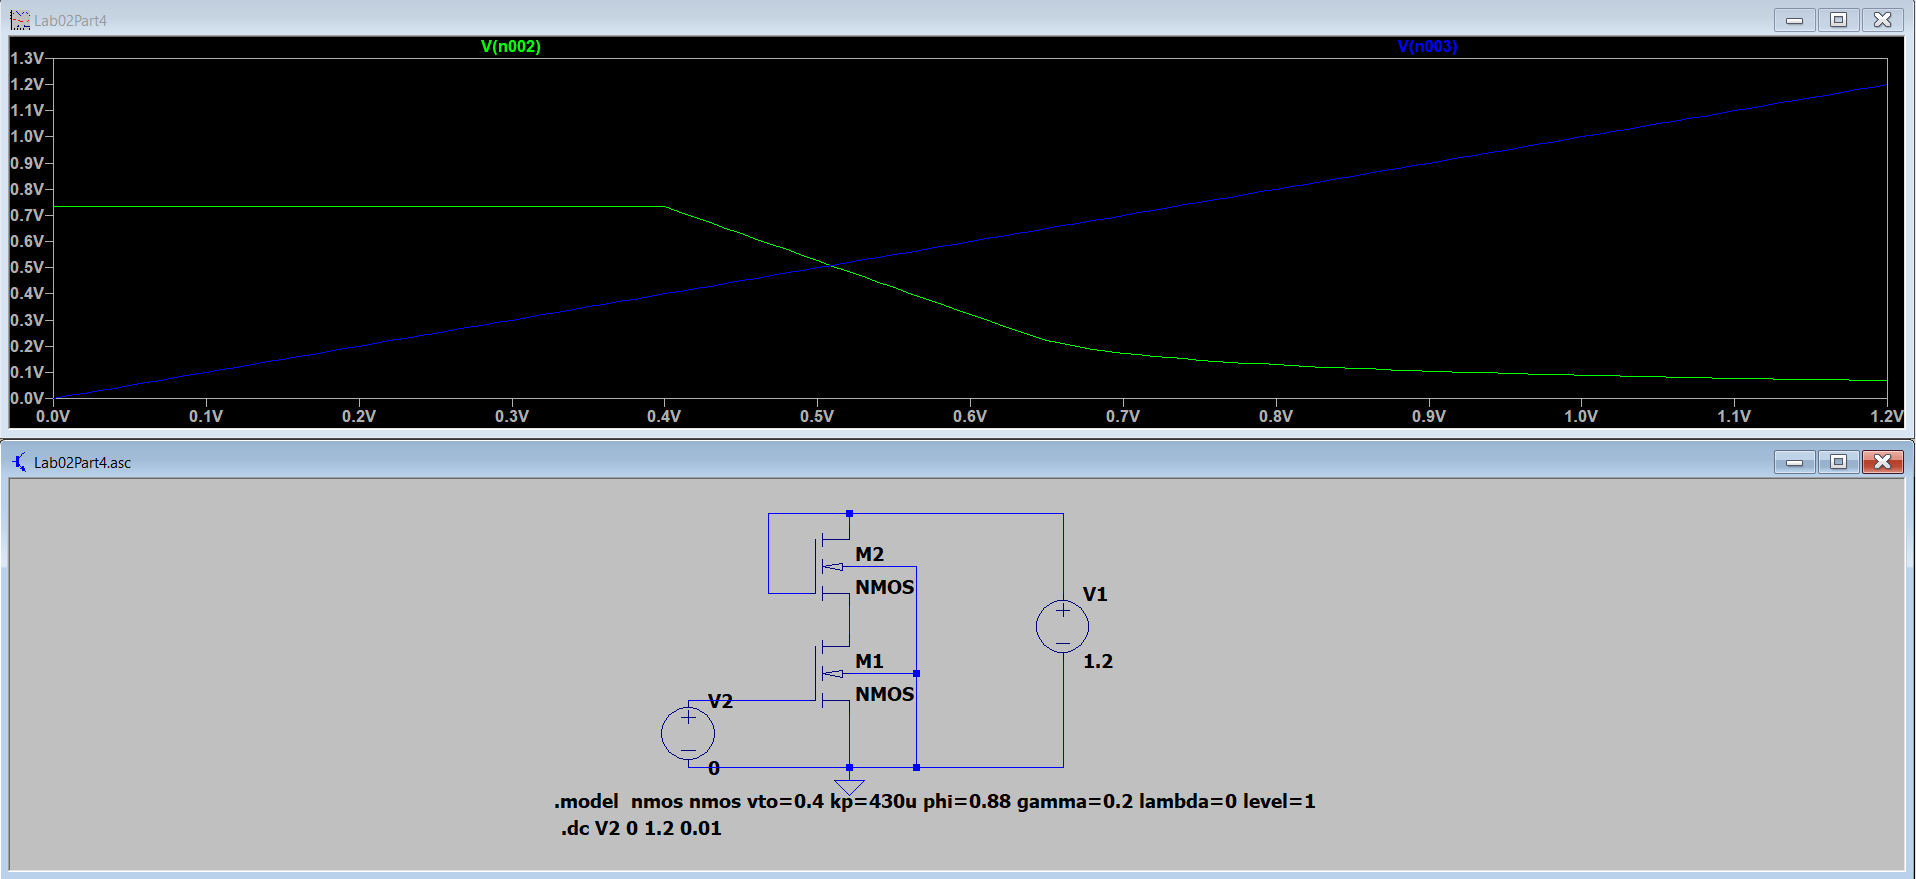 Lab02Part4
V(n002) V(n003)
1.3V
1.2V
1.1V
1.0V
0.9V
0.8V
0.7V
0.6V
0.5V
0.4V
0.3V
0.2V
0.1V
0.0V
0.0V 0.1V 0.2V 0.3V 0.4V 0.5V 0.6V 0.7V 0.8V 0.9V 1.0V 1.1V 1.2V
Lab02Part4.asc
M2
NMOS
V1
1.2
M1
NMOS
V2
0
.model  nmos nmos vto=0.4 kp=430u phi=0.88 gamma=0.2 lambda=0 level=1
.dc V2 0 1.2 0.01